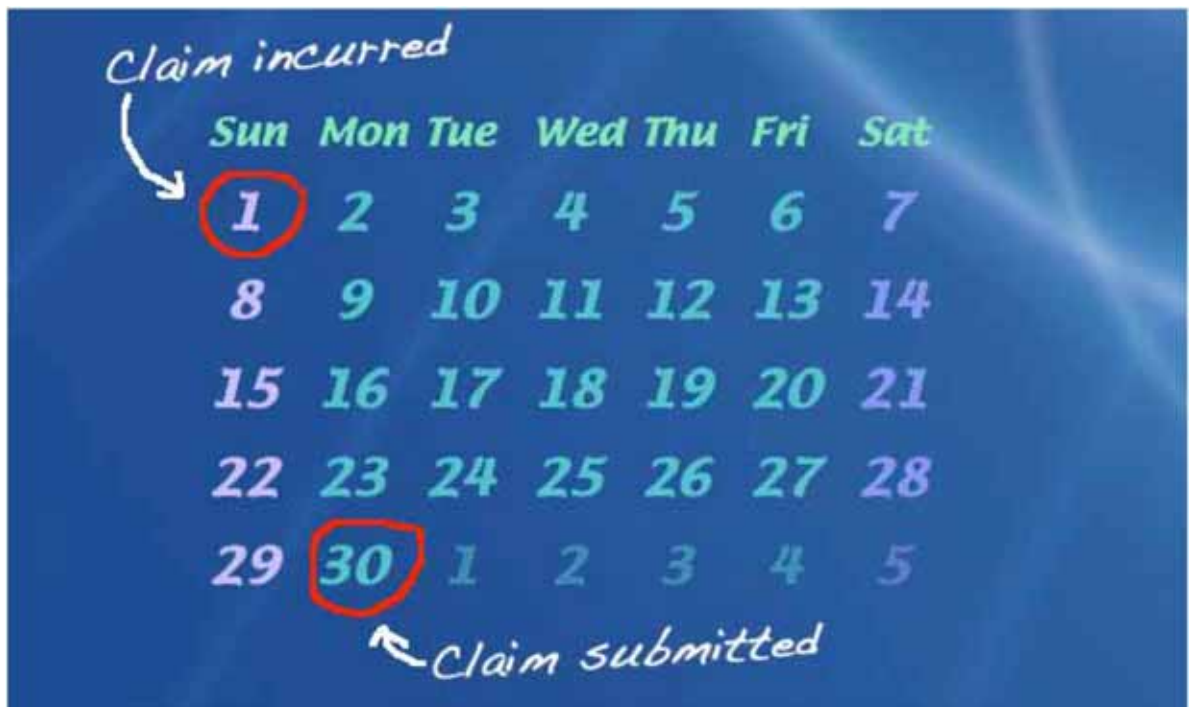 Claim incurred
Sun Mon Tue Wed Thu Fri Sat
1 2 3 4 5 6 7
8 9 10 11 12 13 14
15 16 17 18 19 20 21
22 23 24 25 26 27 28
29 30 1 2 3 4 5
Claim submitted